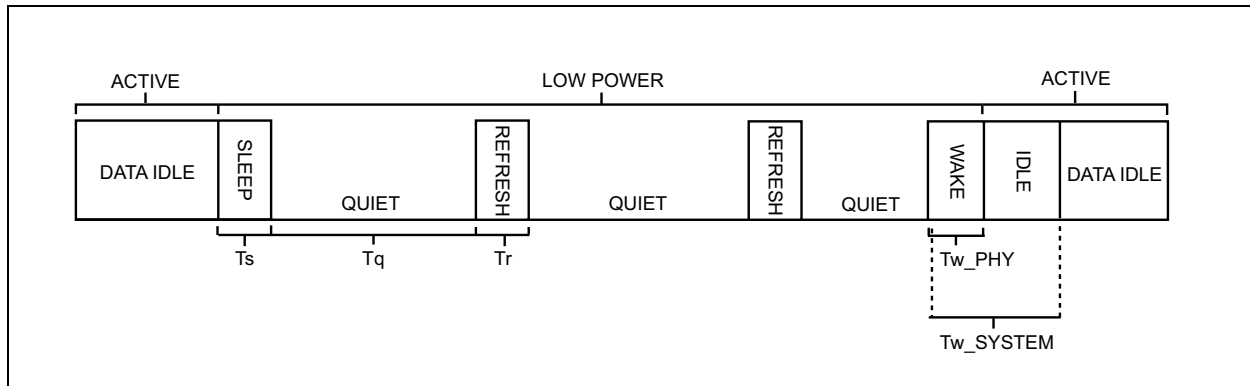 ACTIVE
LOW POWER
ACTIVE
DATA IDLE
SLEEP
QUIET
REFRESH
QUIET
REFRESH
QUIET
WAKE
IDLE
DATA IDLE
Ts
Tq
Tr
Tw_PHY
Tw_SYSTEM